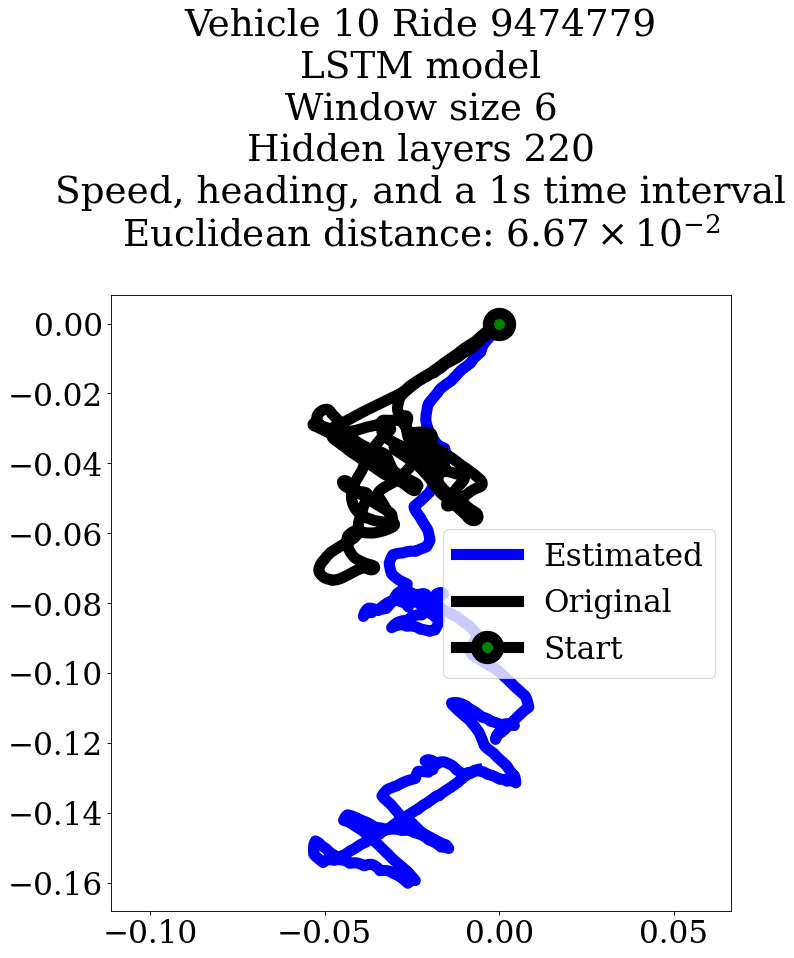 Vehicle 10 Ride 9474779
LSTM model
Window size 6
Hidden layers 220
Speed, heading, and a 1s time interval
Euclidean distance: 6.67 × 10⁻²
0.00
−0.02
−0.04
−0.06
−0.08
−0.10
−0.12
−0.14
−0.16
Estimated
Original
Start
−0.10 −0.05 0.00 0.05